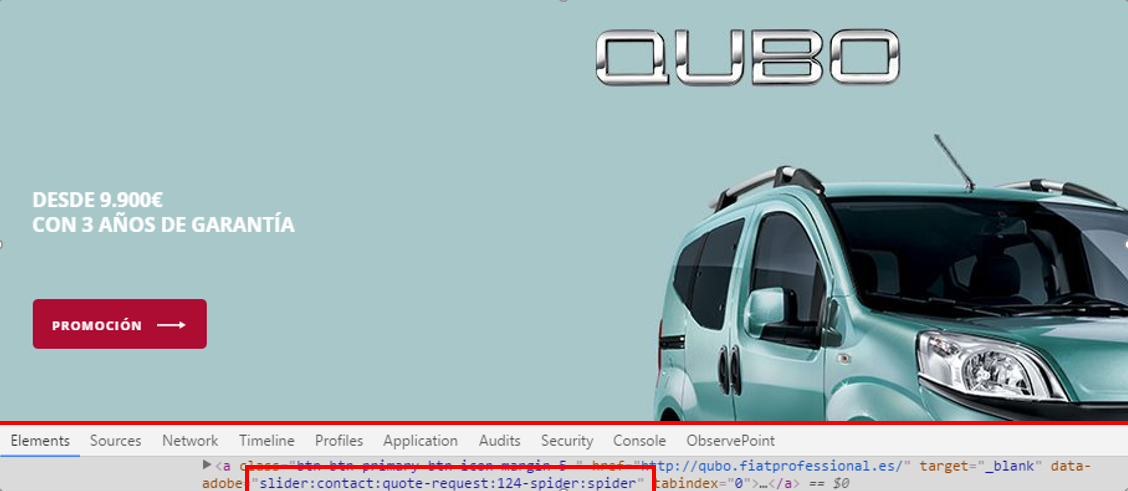 QUBO
DESDE 9.900€
CON 3 AÑOS DE GARANTÍA
PROMOCIÓN
Elements Sources Network Timeline Profiles Application Audits Security Console ObservePoint
<a class="btn btn-primary btn-icon margin-5 " href="http://qubo.fiatprofessional.es/" target="_blank" data-
adobe="slider:contact:quote-request:124-spider:spider" tabindex="0">…</a> == $0